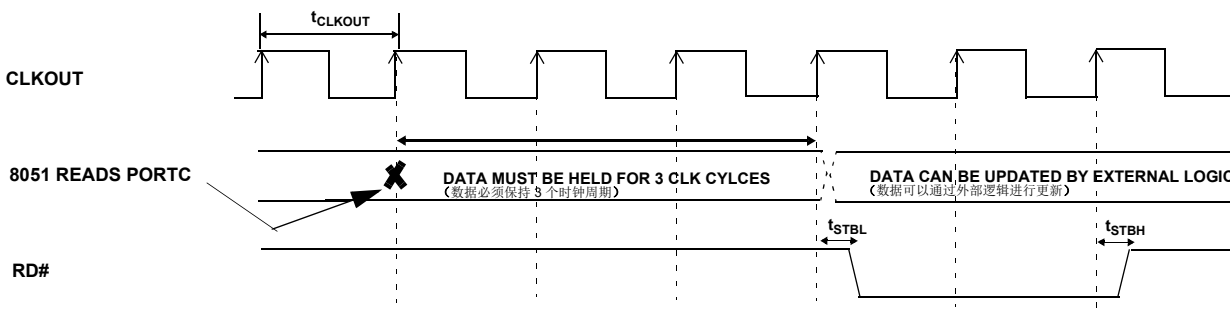 tCLKOUT
CLKOUT
8051 READS PORTC
DATA MUST BE HELD FOR 3 CLK CYLCES
(数据必须保持 3 个时钟周期)
DATA CAN BE UPDATED BY EXTERNAL LOGIC
(数据可以通过外部逻辑进行更新)
tSTBL
tSTBH
RD#